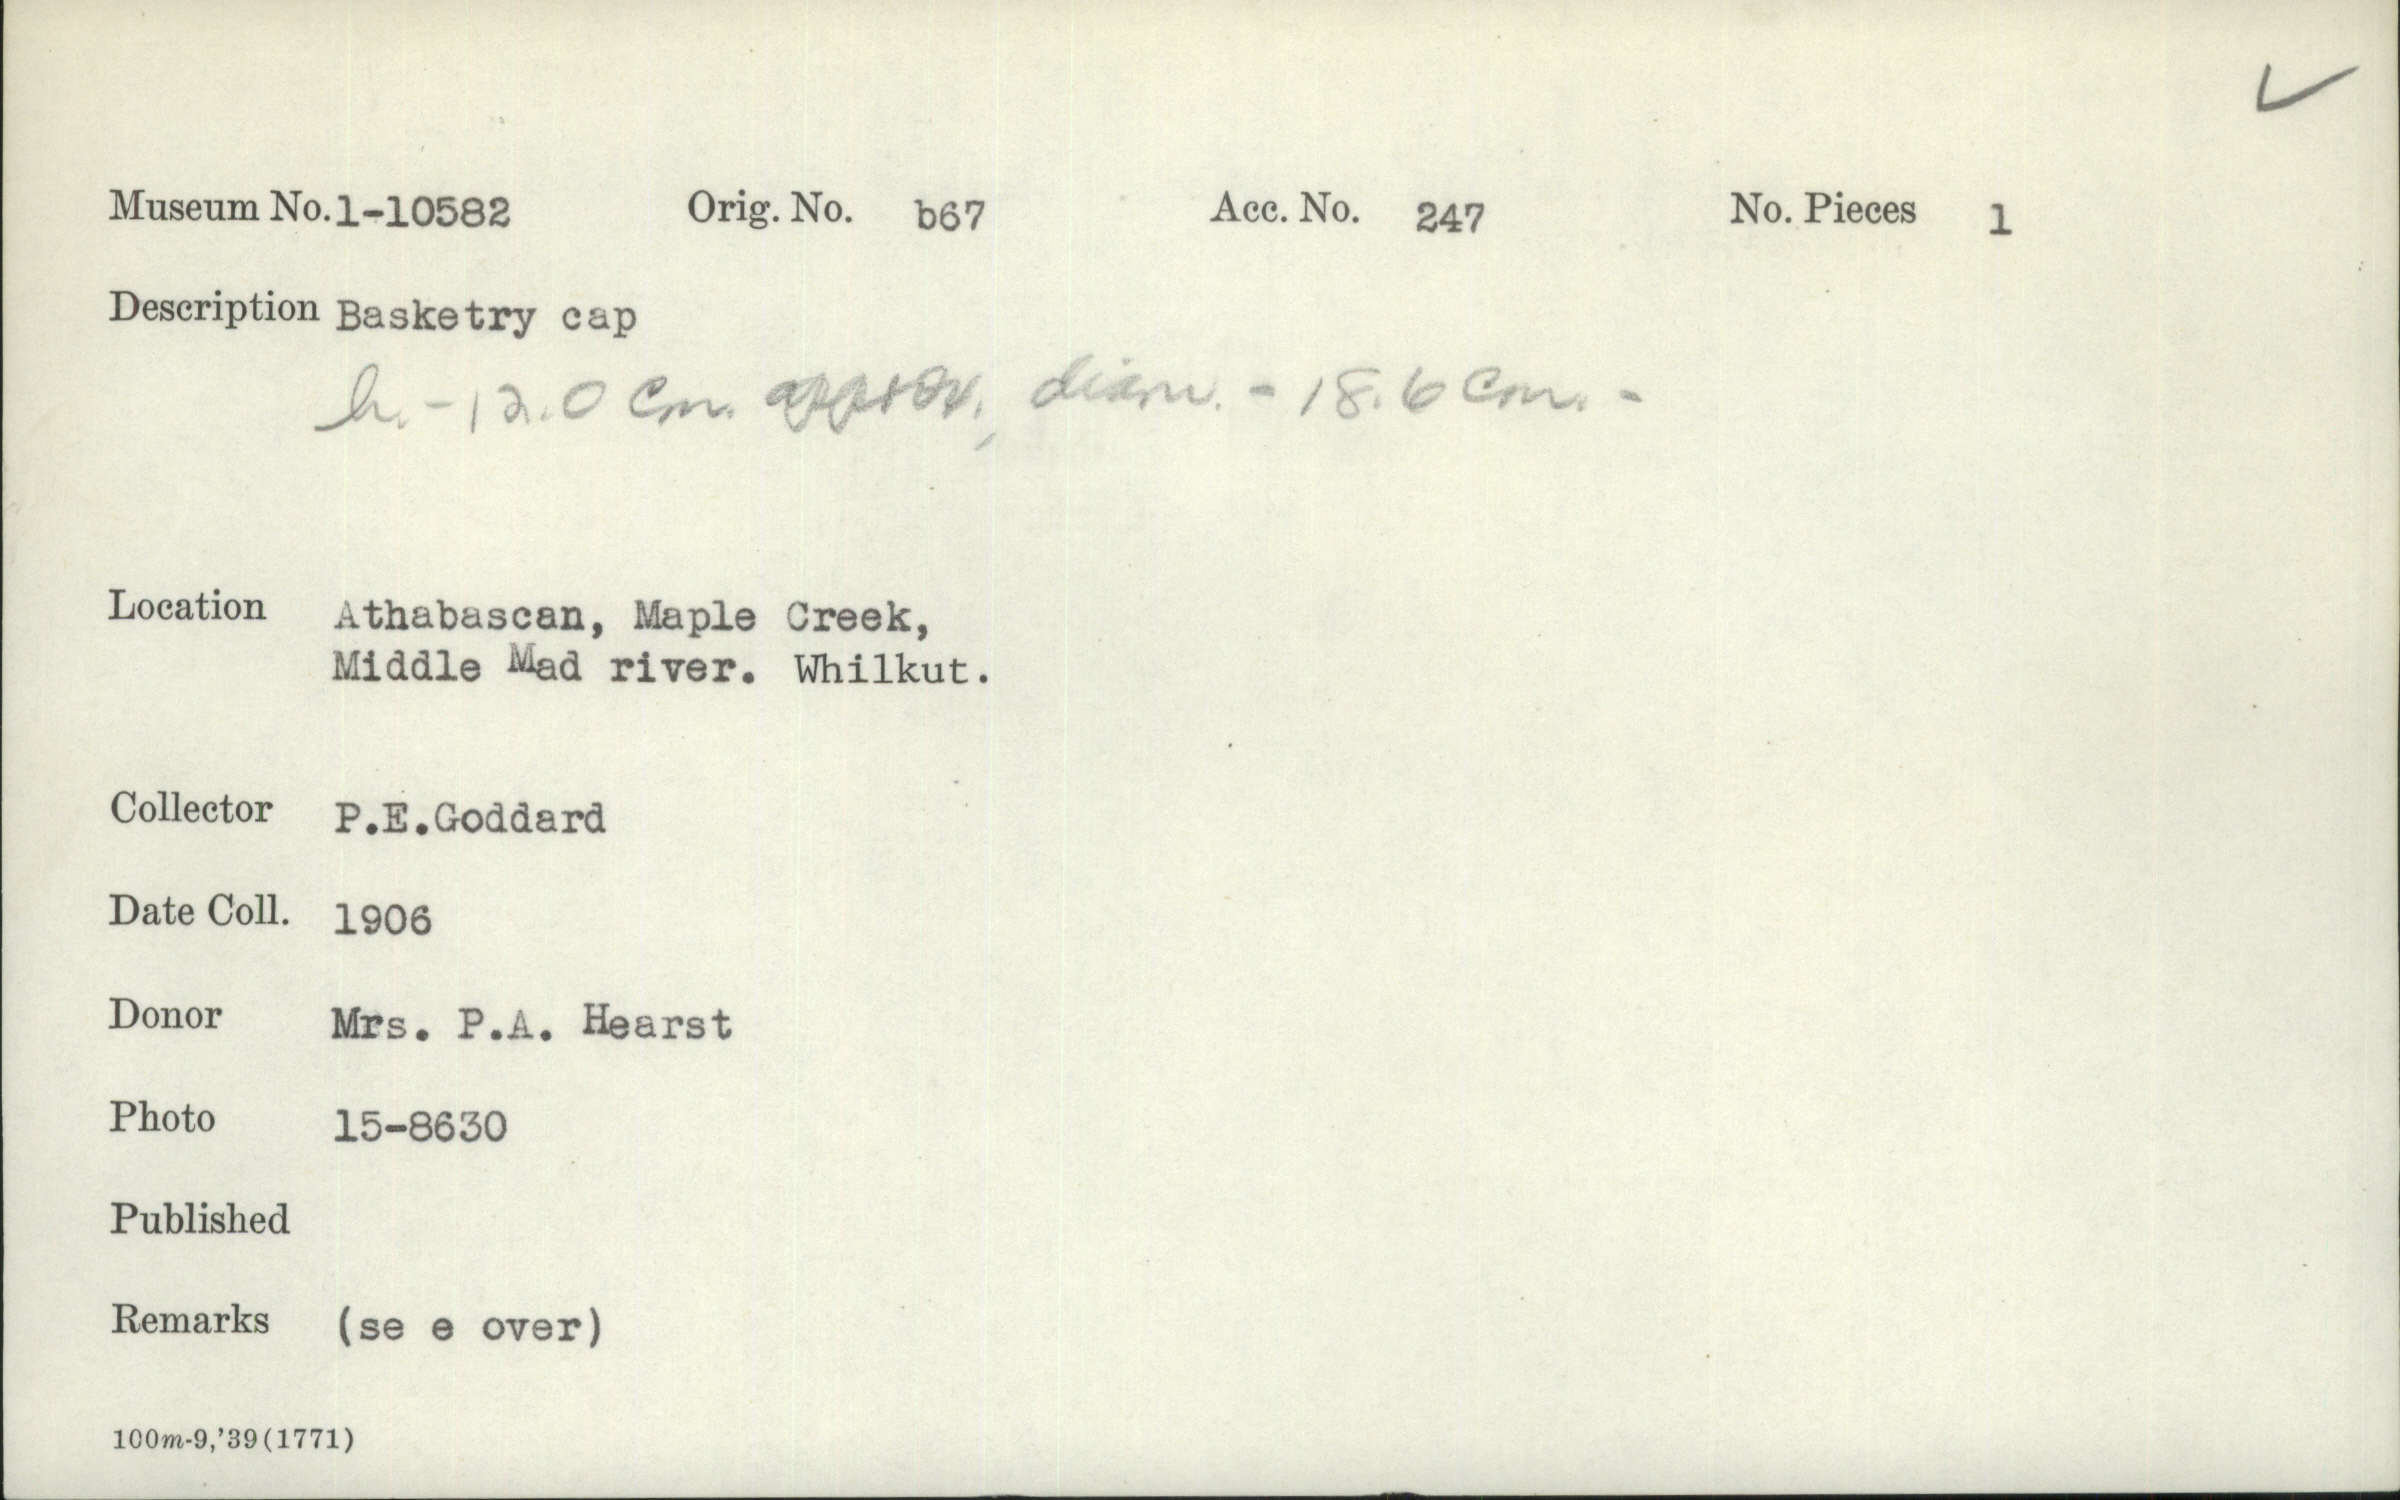 Museum No. 1-10582 Orig. No. b67 Acc. No. 247 No. Pieces 1
Description Basketry cap
h. - 12.0 cm. approx., diam. - 18.6 cm. -
Location Athabascan, Maple Creek,
Middle Mad river. Whilkut.
Collector P.E.Goddard
Date Coll. 1906
Donor Mrs. P.A. Hearst
Photo 15-8630
Published
Remarks (se e over)
100m-9,'39(1771)